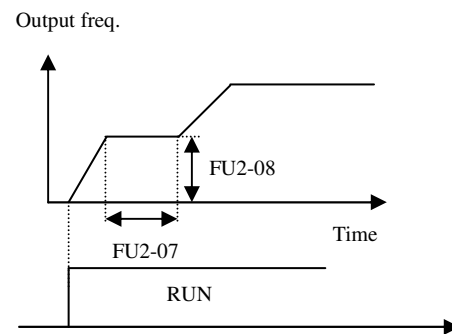 Output freq.
FU2-08
Time
FU2-07
RUN